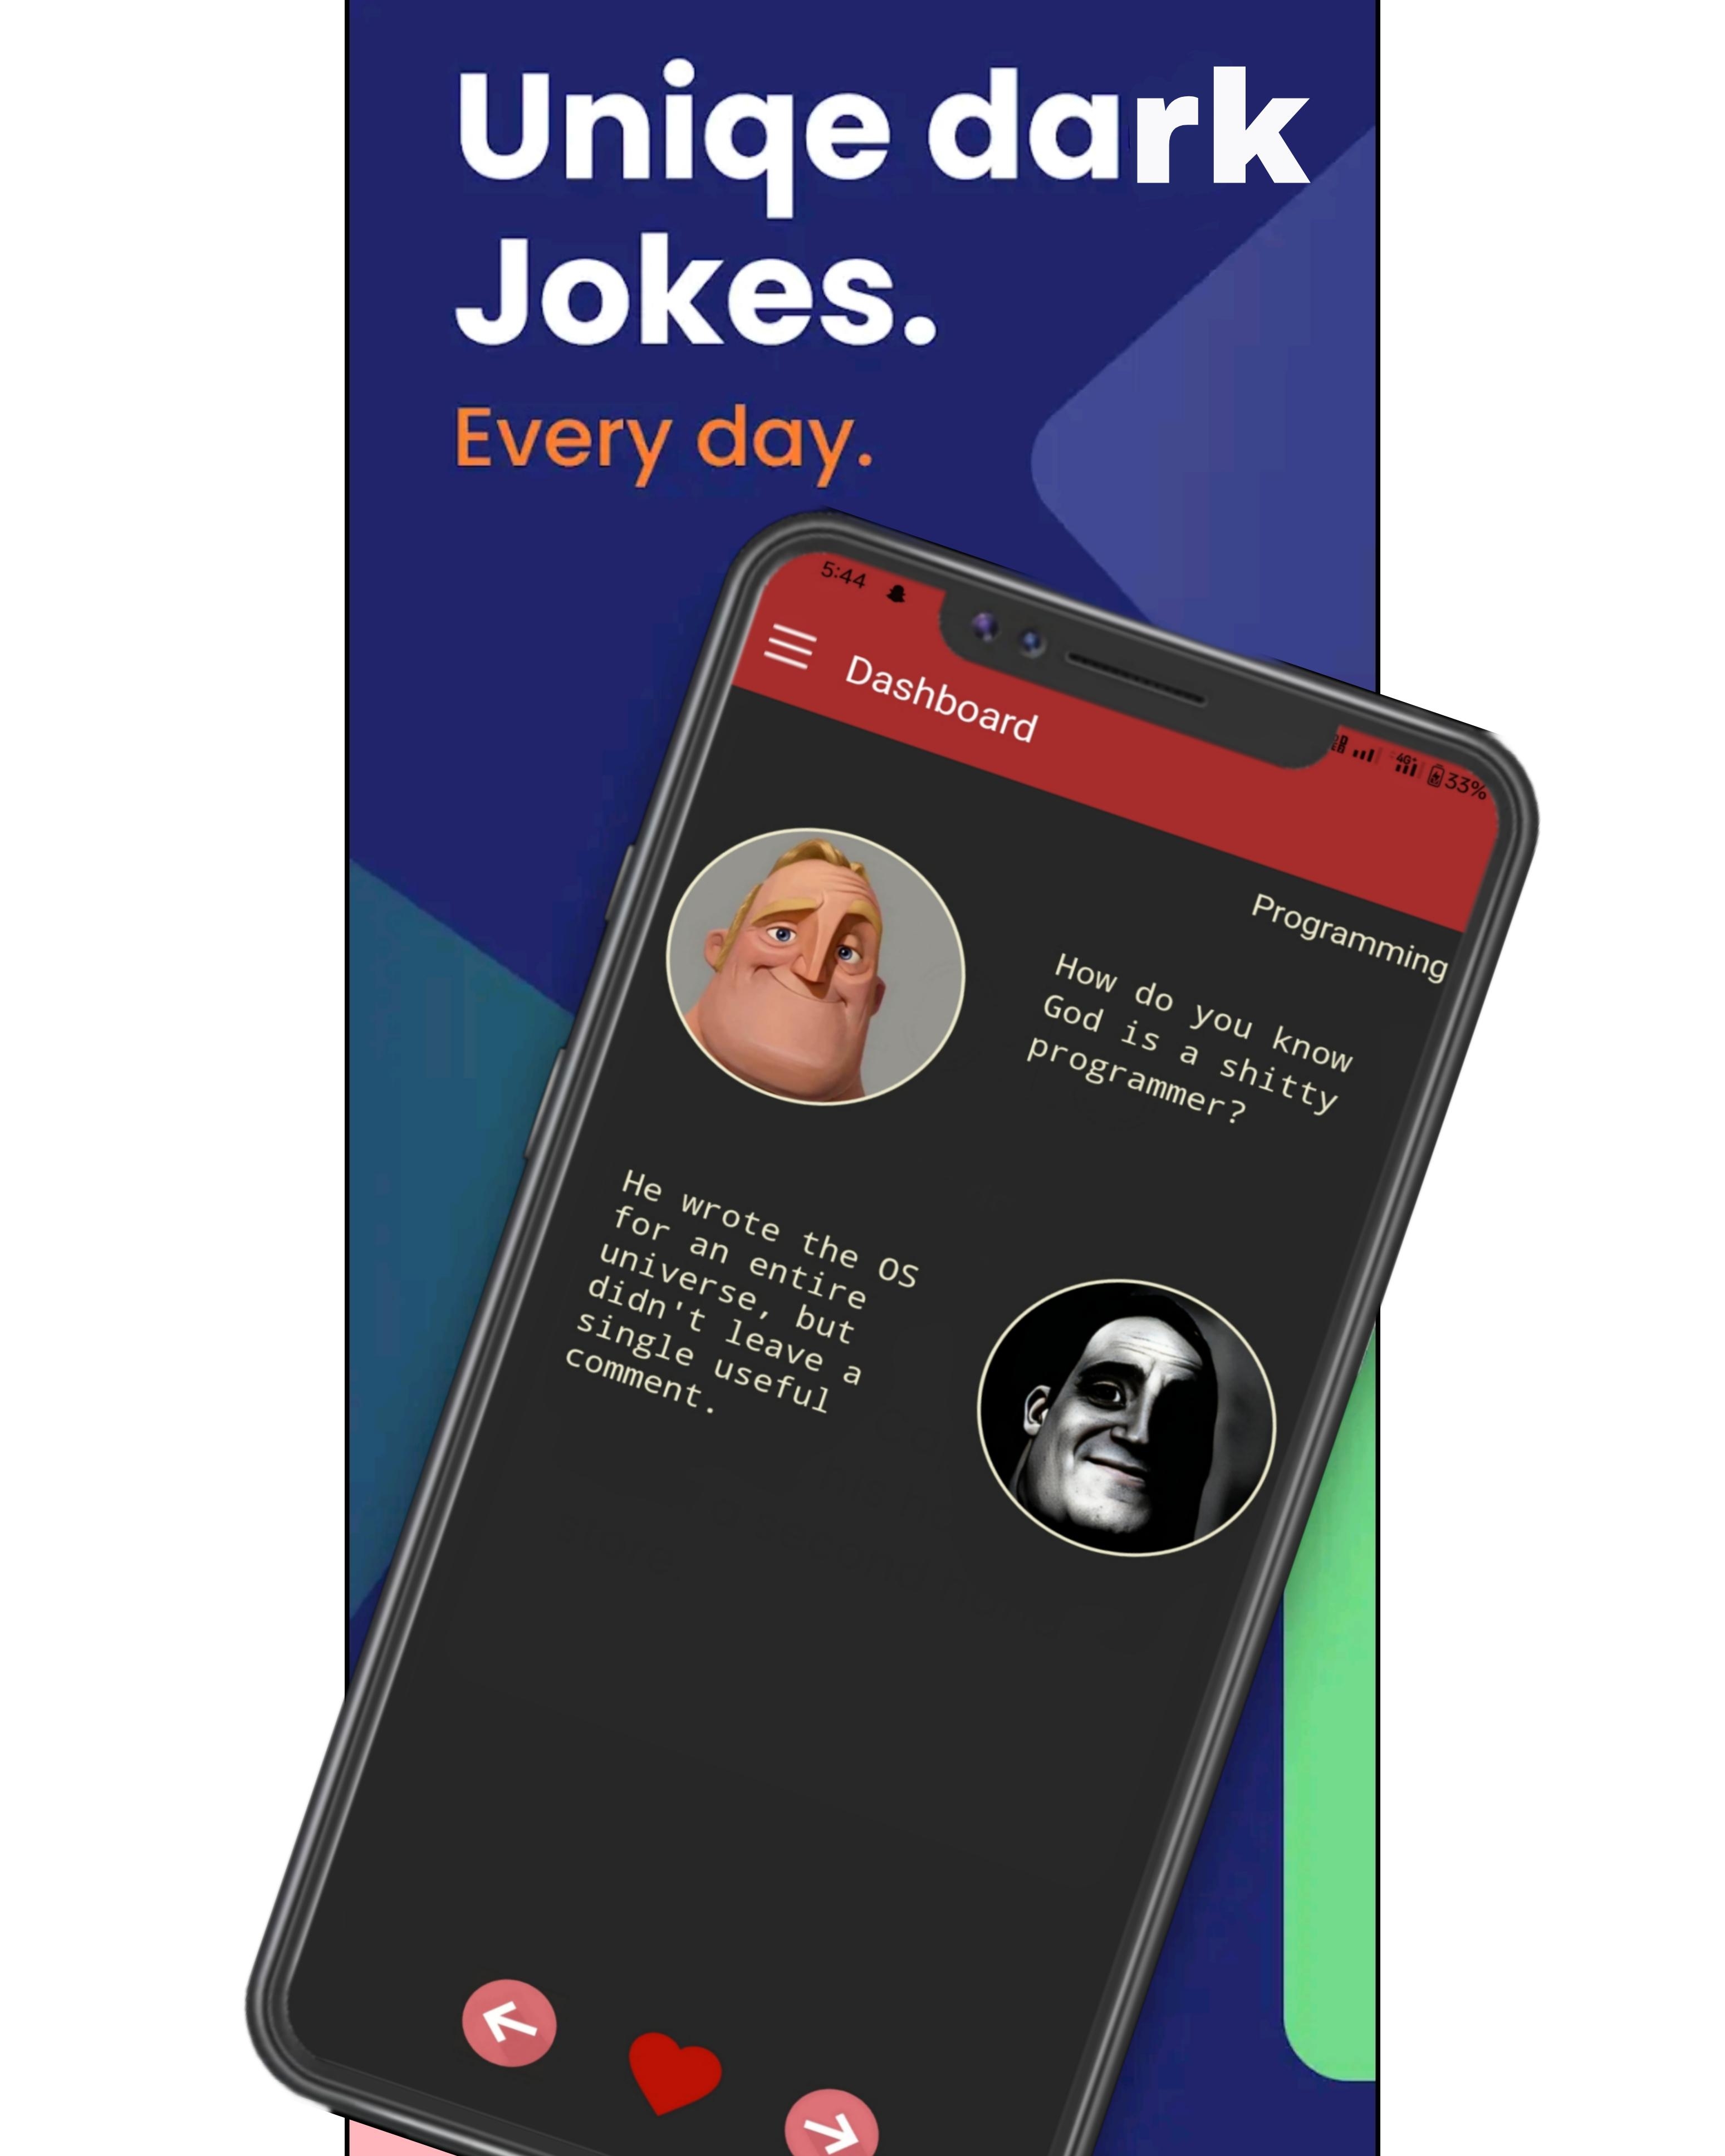 Uniqe dark
Jokes.
Every day.
5:44
4G+ 33%
Dashboard
Programming
How do you know
God is a shitty
programmer?
He wrote the OS
for an entire
universe, but
didn't leave a
single useful
comment.